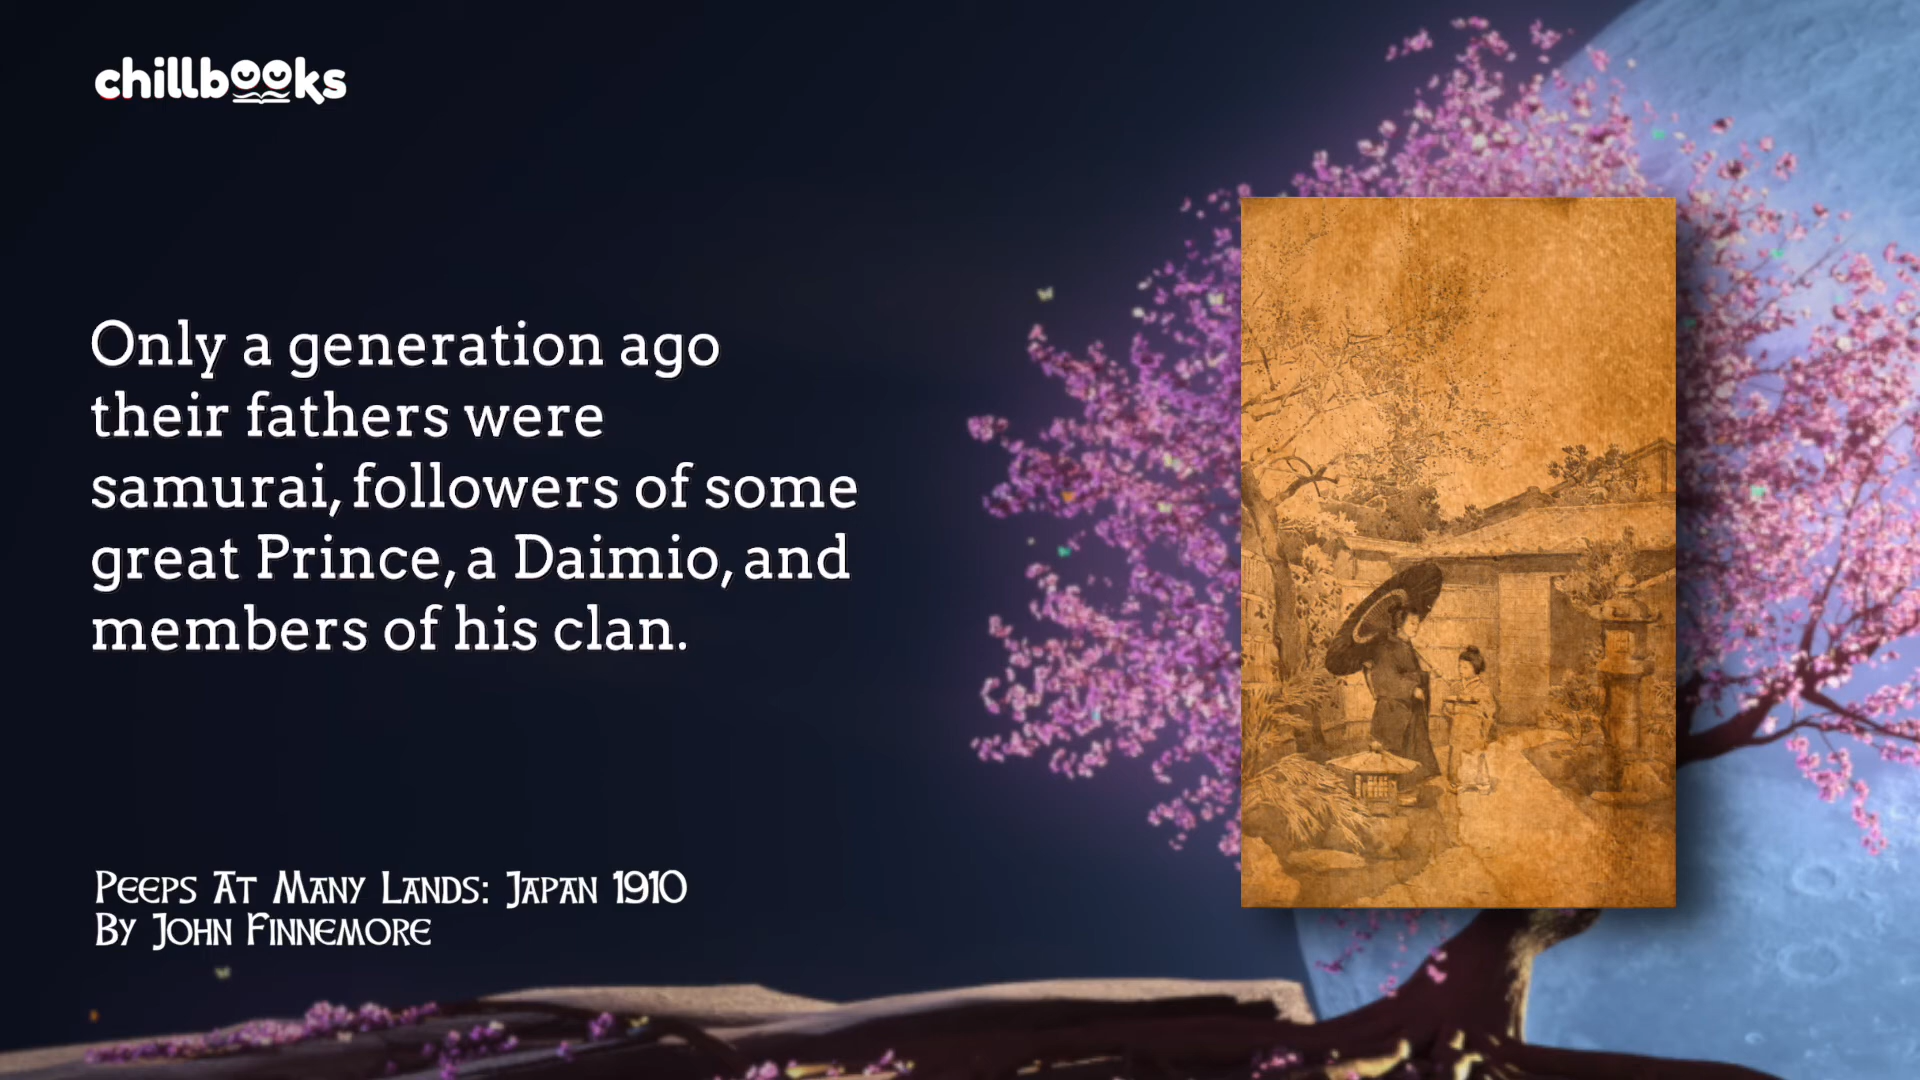 chillbooks
Only a generation ago
their fathers were
samurai, followers of some
great Prince, a Daimio, and
members of his clan.
Peeps At Many Lands: Japan 1910
By John Finnemore